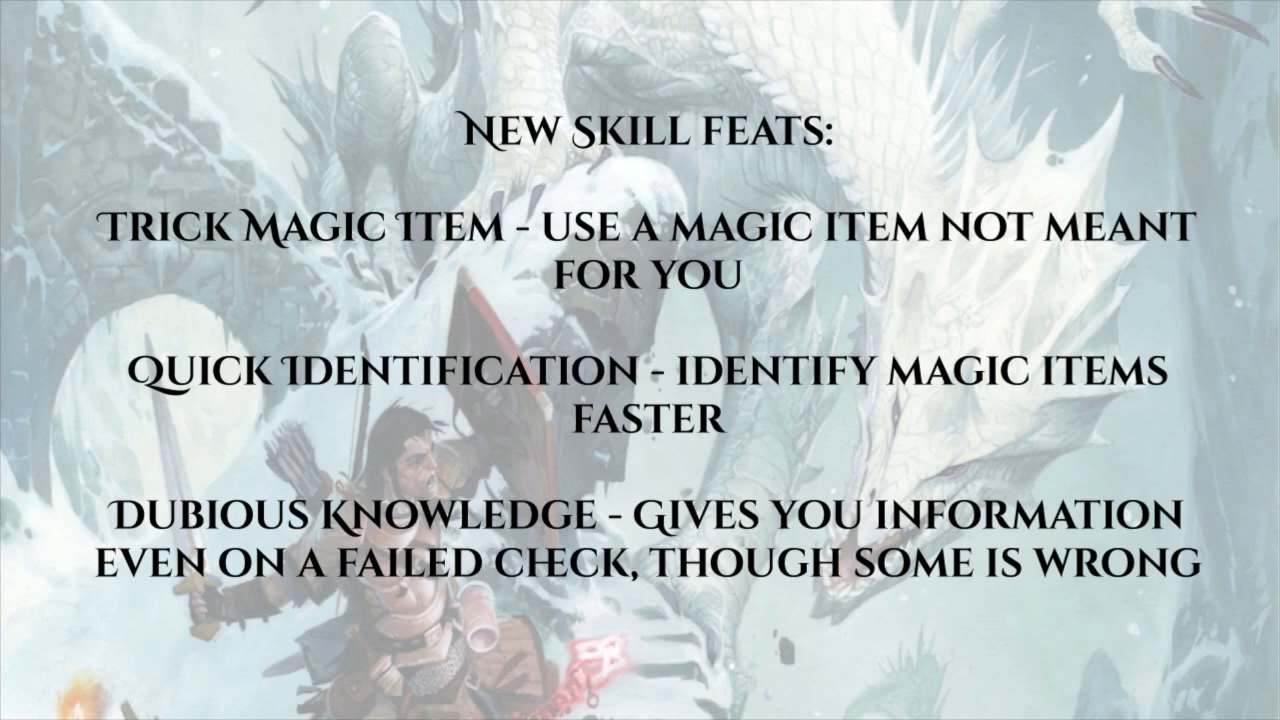 New Skill feats:
Trick Magic Item - use a magic item not meant
for you
Quick Identification - identify magic items
faster
Dubious Knowledge - Gives you information
even on a failed check, though some is wrong